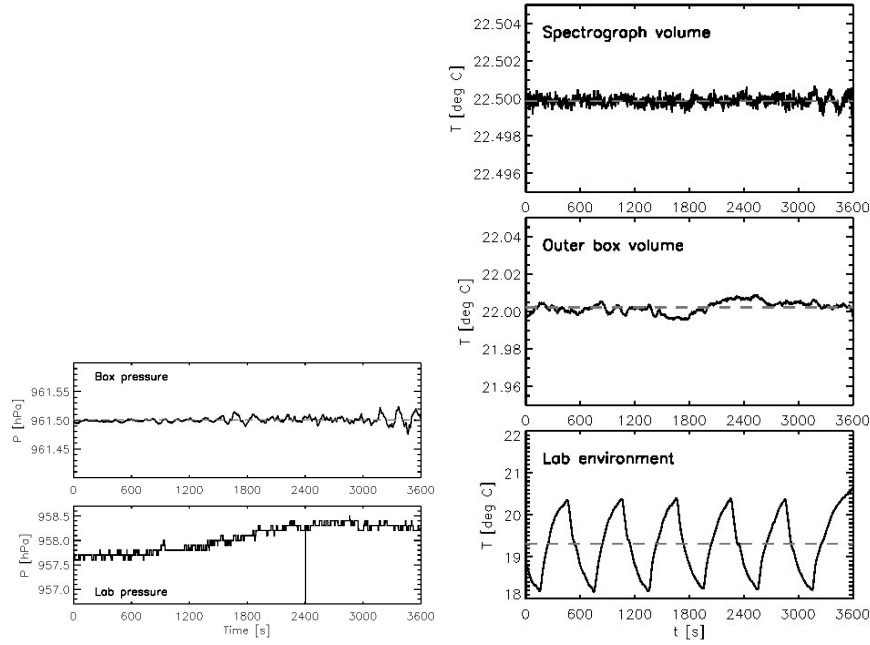 Box pressure
P [hPa]
961.55
961.50
961.45
0 600 1200 1800 2400 3000 3600
Lab pressure
P [hPa]
958.5
958.0
957.5
957.0
0 600 1200 1800 2400 3000 3600
Time [s]
Spectrograph volume
T [deg C]
22.504
22.502
22.500
22.498
22.496
0 600 1200 1800 2400 3000 3600
Outer box volume
T [deg C]
22.04
22.02
22.00
21.98
21.96
0 600 1200 1800 2400 3000 3600
Lab environment
T [deg C]
22
21
20
19
18
0 600 1200 1800 2400 3000 3600
t [s]